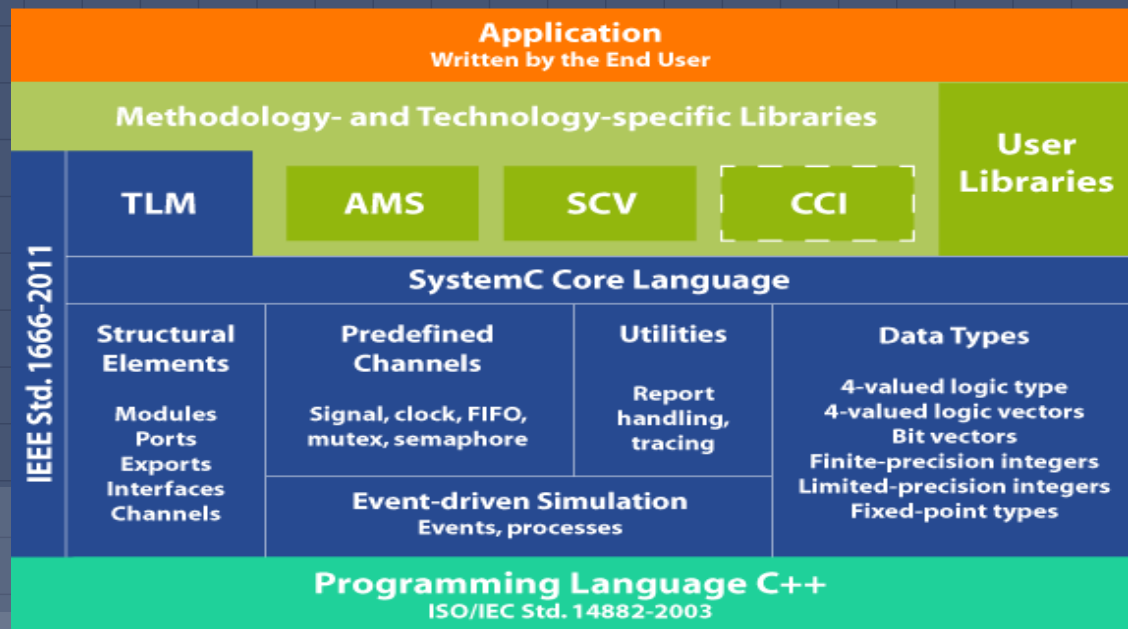 Application
Written by the End User
Methodology- and Technology-specific Libraries
User
Libraries
TLM
AMS
SCV
CCI
IEEE Std. 1666-2011
SystemC Core Language
Structural
Elements
Modules
Ports
Exports
Interfaces
Channels
Predefined
Channels
Signal, clock, FIFO,
mutex, semaphore
Utilities
Report
handling,
tracing
Event-driven Simulation
Events, processes
Data Types
4-valued logic type
4-valued logic vectors
Bit vectors
Finite-precision integers
Limited-precision integers
Fixed-point types
Programming Language C++
ISO/IEC Std. 14882-2003